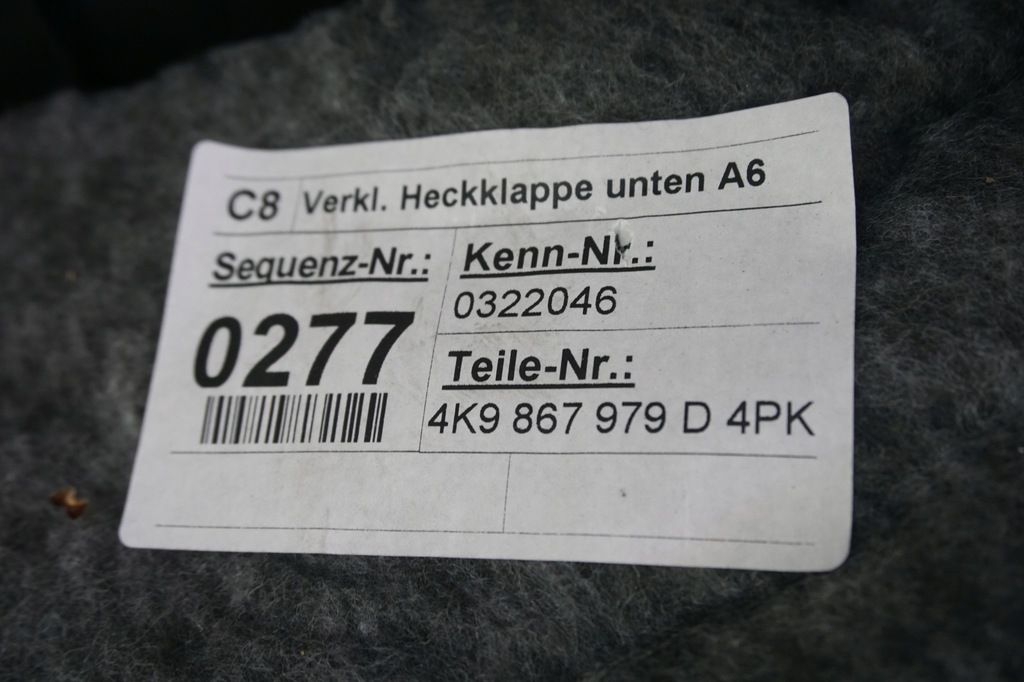 C8 Verkl. Heckklappe unten A6
Sequenz-Nr.:
0277
Kenn-Nr.:
0322046
Teile-Nr.:
4K9 867 979 D 4PK